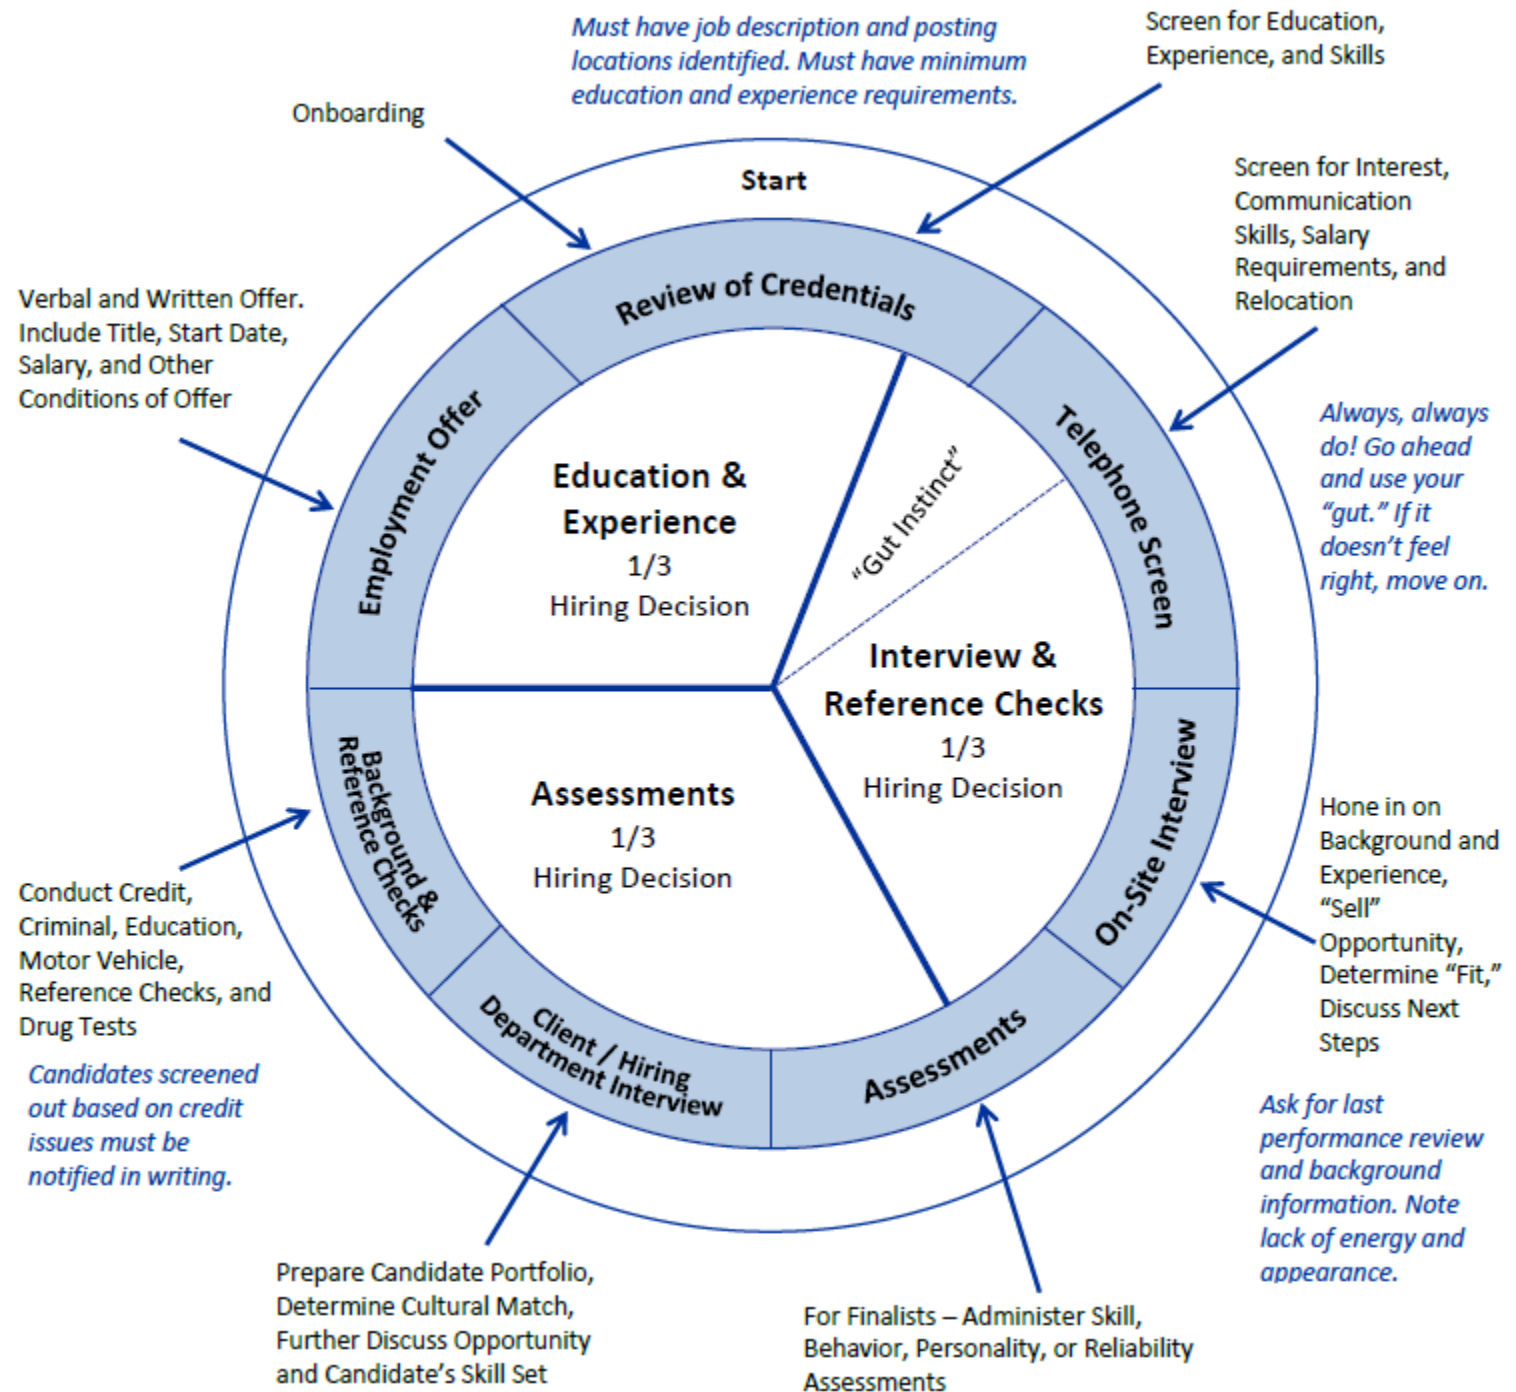 Must have job description and posting
locations identified. Must have minimum
education and experience requirements.
Screen for Education,
Experience, and Skills
Onboarding
Start
Screen for Interest,
Communication
Skills, Salary
Requirements, and
Relocation
Review of Credentials
Verbal and Written Offer.
Include Title, Start Date,
Salary, and Other
Conditions of Offer
Employment Offer
Telephone Screen
Always, always
do! Go ahead
and use your
“gut.” If it
doesn’t feel
right, move on.
Education &
Experience
1/3
Hiring Decision
“Gut Instinct”
Interview &
Reference Checks
1/3
Hiring Decision
Assessments
1/3
Hiring Decision
Background &
Reference Checks
On-Site Interview
Hone in on
Background and
Experience,
“Sell”
Opportunity,
Determine “Fit,”
Discuss Next
Steps
Conduct Credit,
Criminal, Education,
Motor Vehicle,
Reference Checks, and
Drug Tests
Candidates screened
out based on credit
issues must be
notified in writing.
Client / Hiring
Department Interview
Assessments
Ask for last
performance review
and background
information. Note
lack of energy and
appearance.
Prepare Candidate Portfolio,
Determine Cultural Match,
Further Discuss Opportunity
and Candidate’s Skill Set
For Finalists – Administer Skill,
Behavior, Personality, or Reliability
Assessments